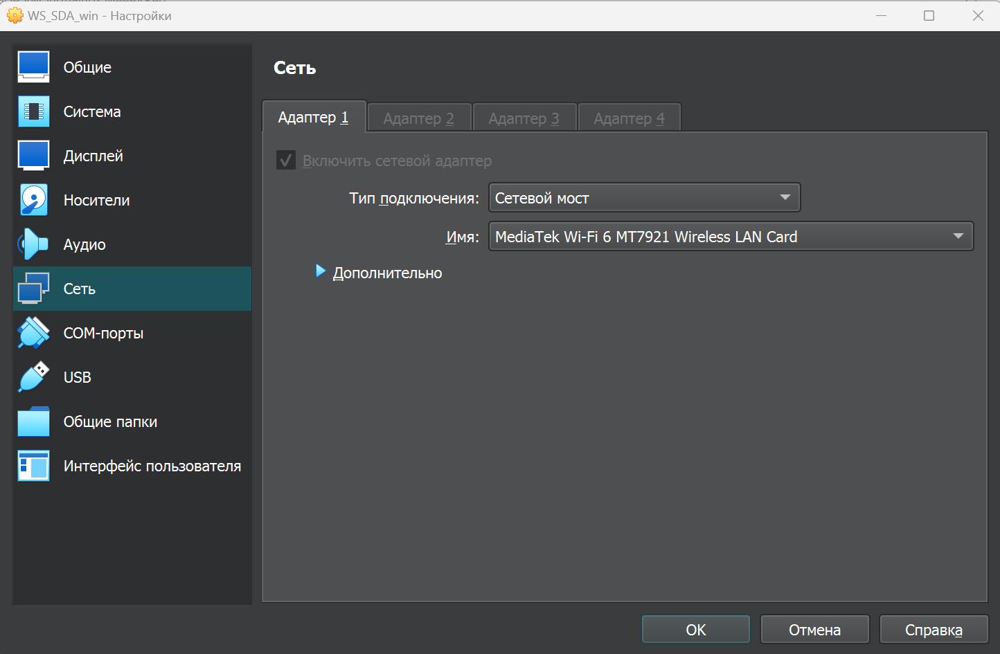 WS_SDA_win - Настройки
Общие
Система
Дисплей
Носители
Аудио
Сеть
COM-порты
USB
Общие папки
Интерфейс пользователя
Сеть
Адаптер 1 Адаптер 2 Адаптер 3 Адаптер 4
Включить сетевой адаптер
Тип подключения: Сетевой мост
Имя: MediaTek Wi-Fi 6 MT7921 Wireless LAN Card
Дополнительно
OK Отмена Справка